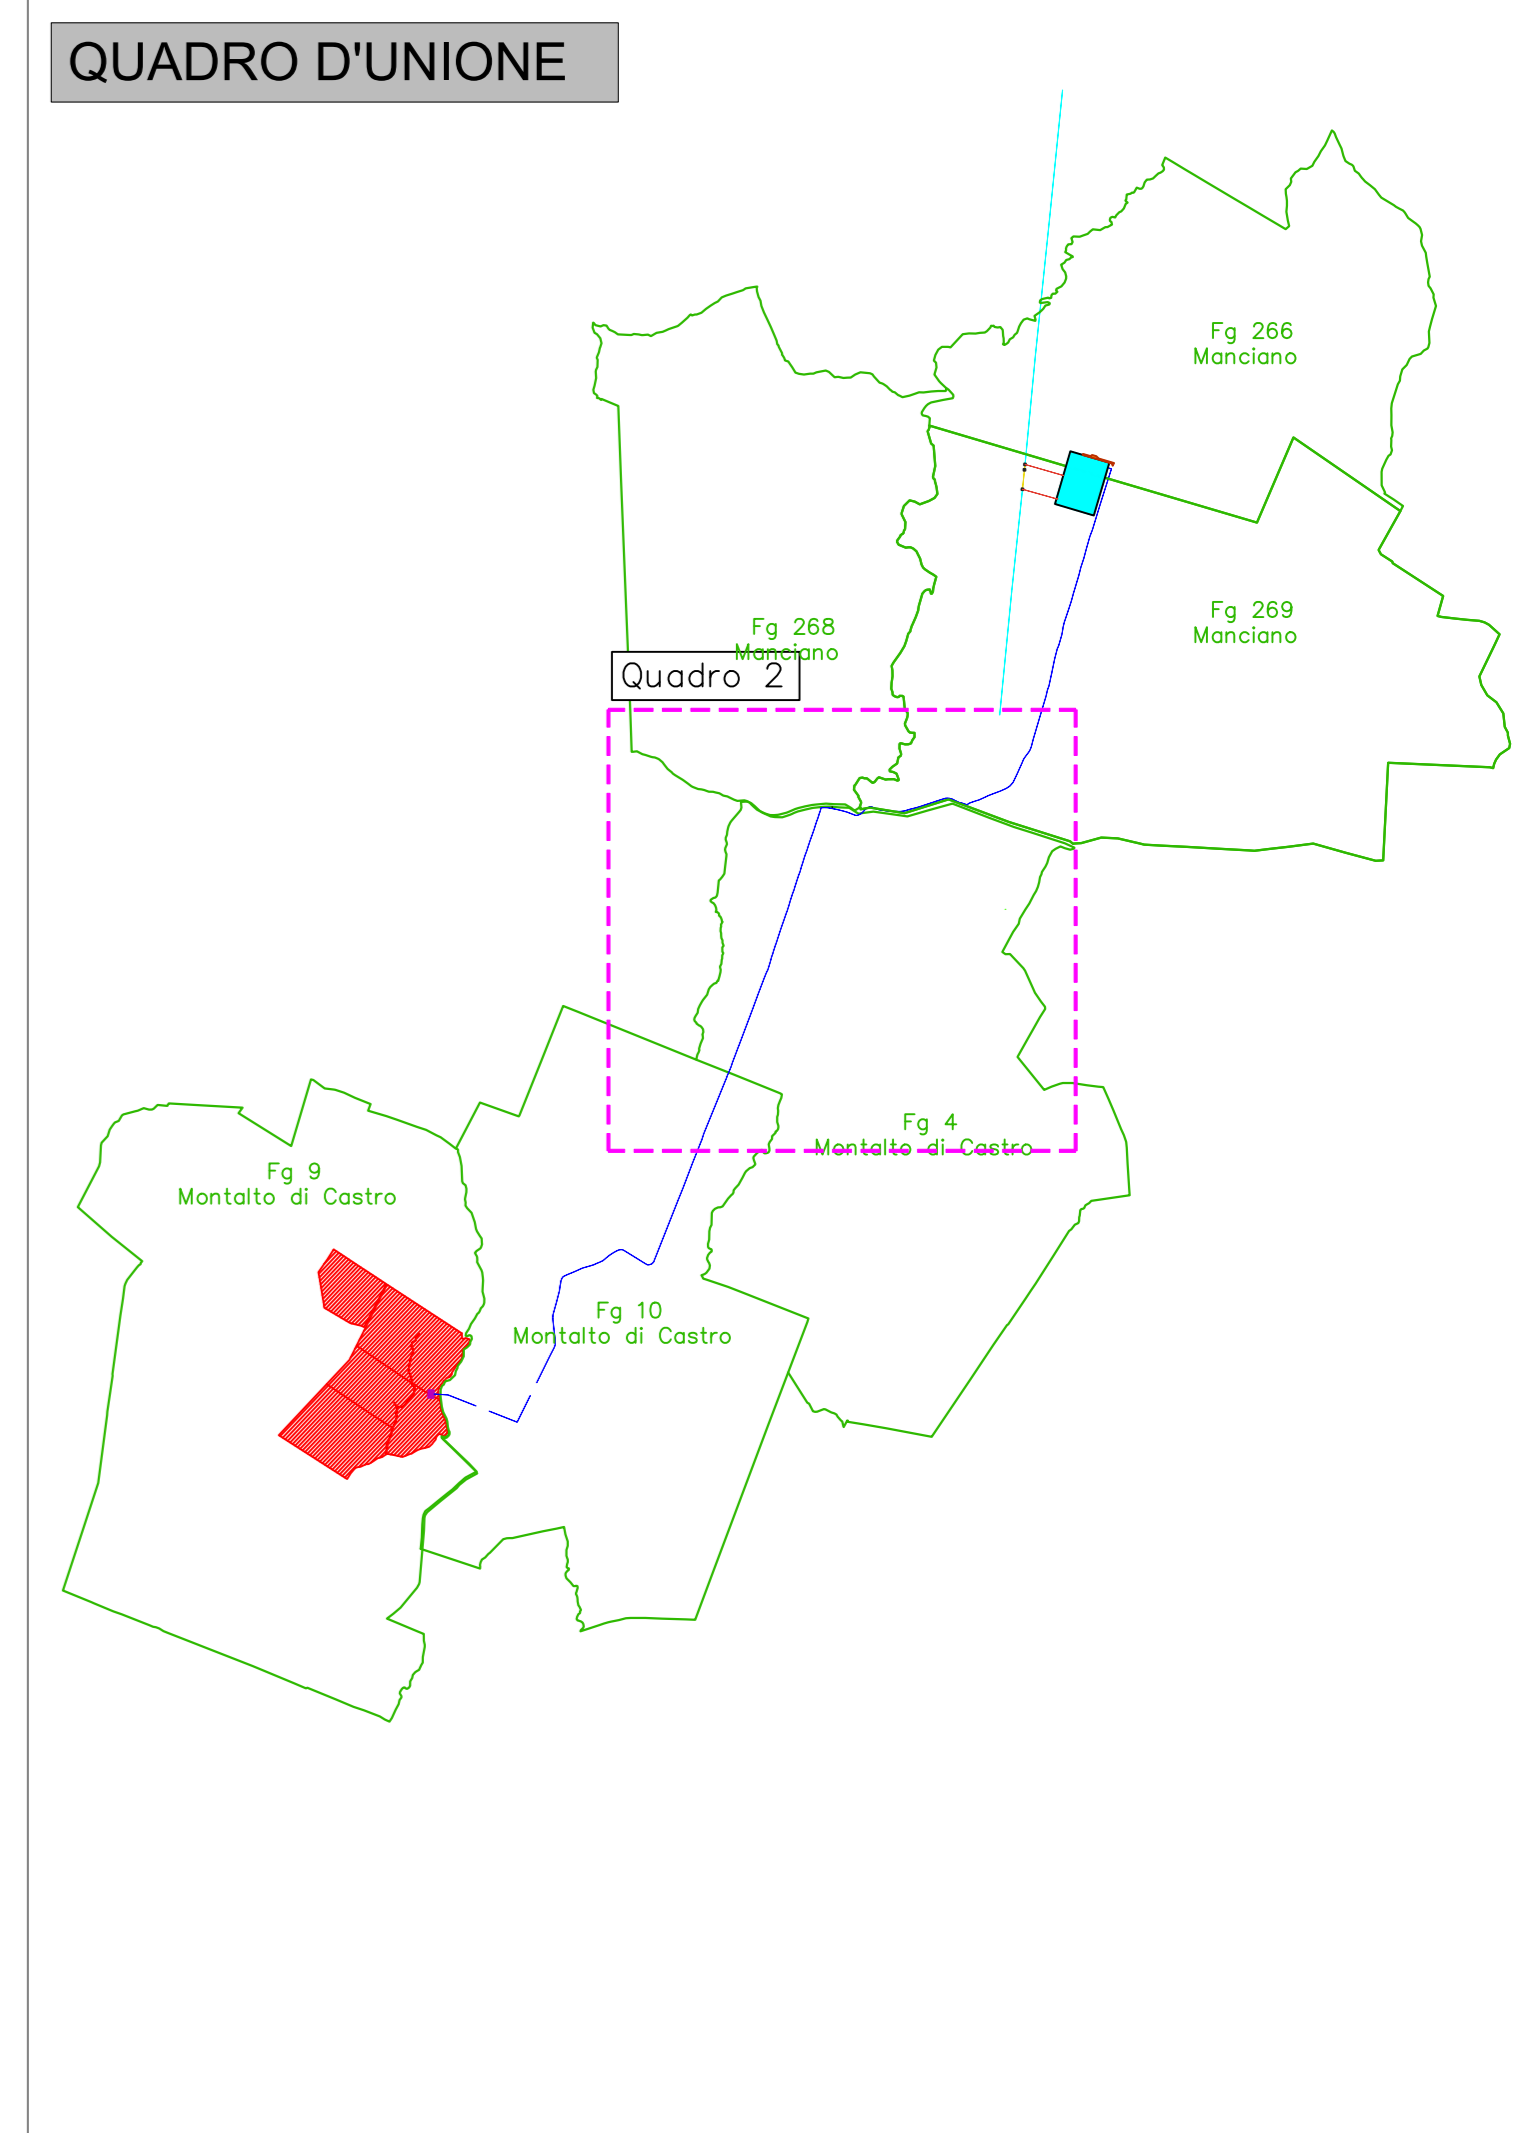 QUADRO D'UNIONE
Fg 266
Manciano
Fg 269
Manciano
Fg 268
Manciano
Quadro 2
Fg 4
Montalto di Castro
Fg 9
Montalto di Castro
Fg 10
Montalto di Castro